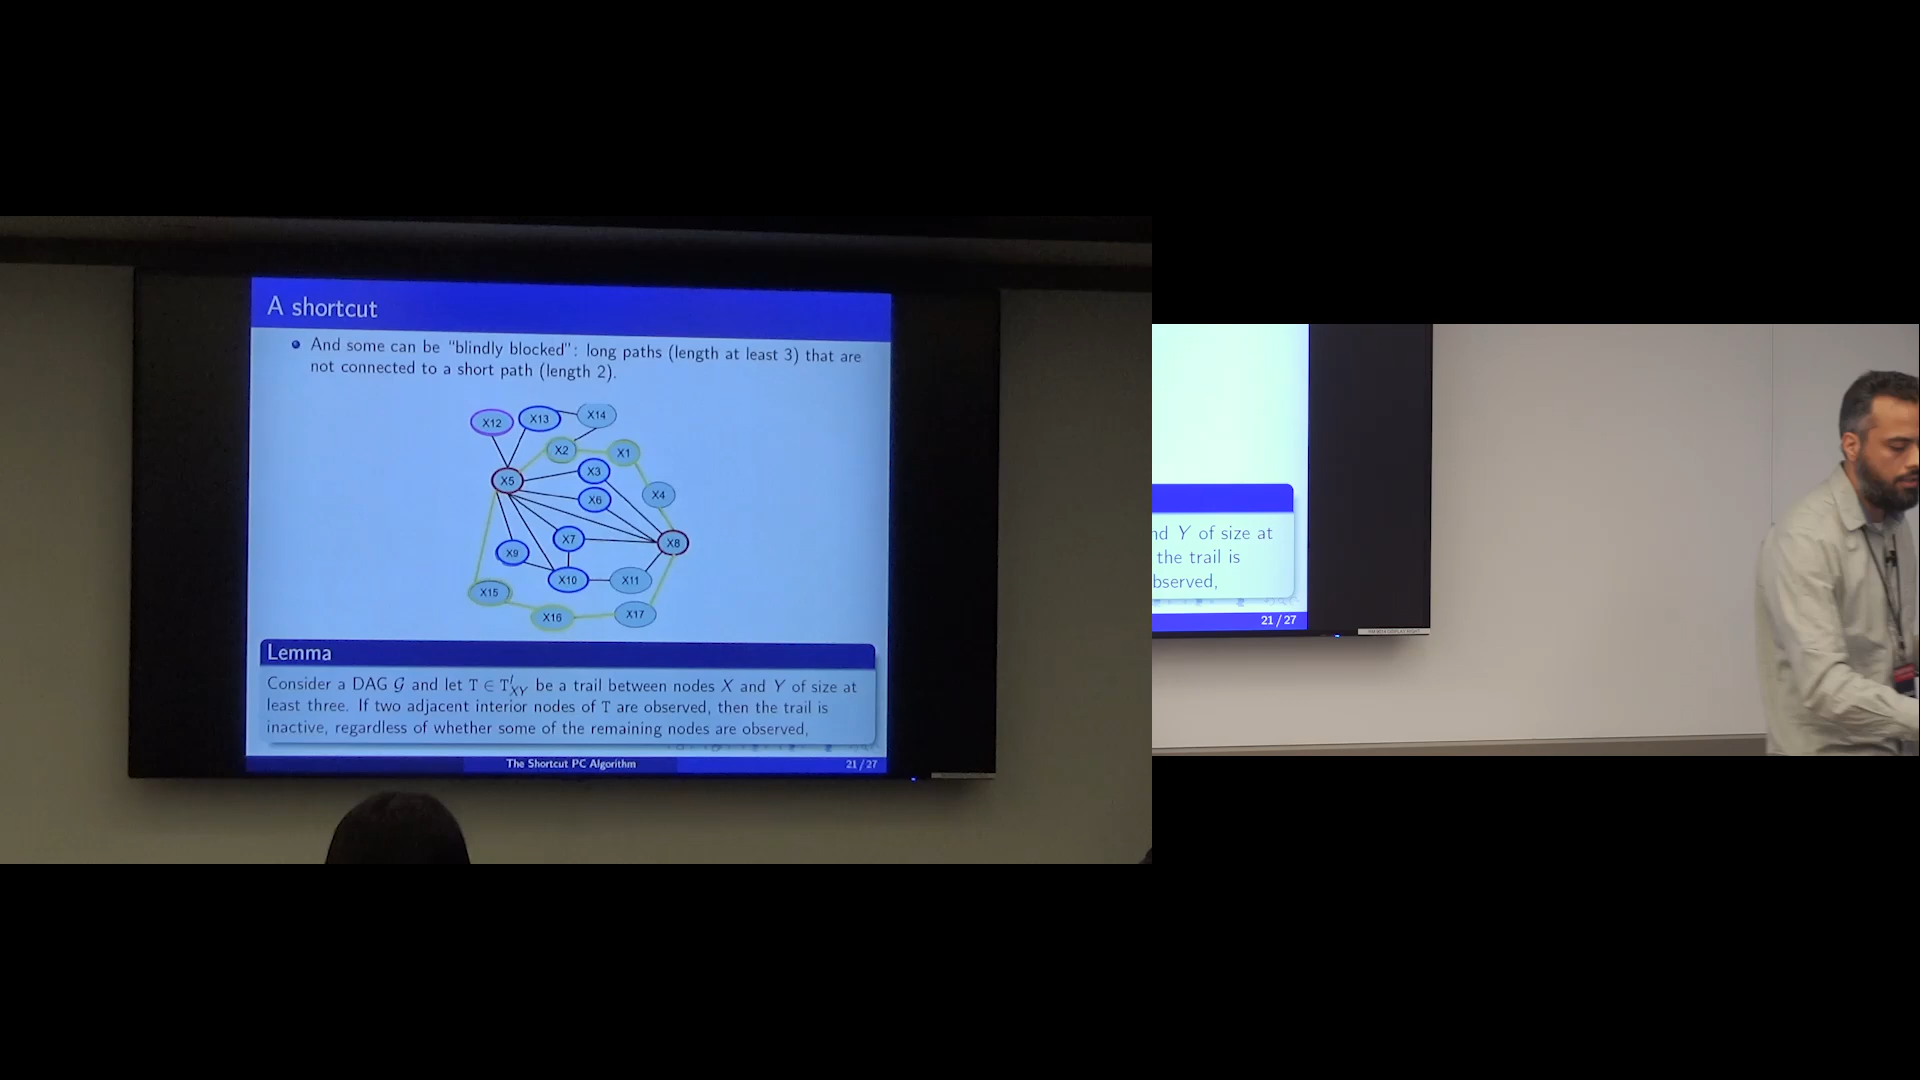 A shortcut
And some can be "blindly blocked": long paths (length at least 3) that are
not connected to a short path (length 2).
X12
X13
X14
X2
X1
X3
X5
X6
X4
X7
X8
X9
X10
X11
X15
X16
X17
Lemma
Consider a DAG 𝒢 and let T ∈ T^l_{XY} be a trail between nodes X and Y of size at
least three. If two adjacent interior nodes of T are observed, then the trail is
inactive, regardless of whether some of the remaining nodes are observed,
The Shortcut PC Algorithm
21 / 27
nd Y of size at
the trail is
bserved,
21 / 27